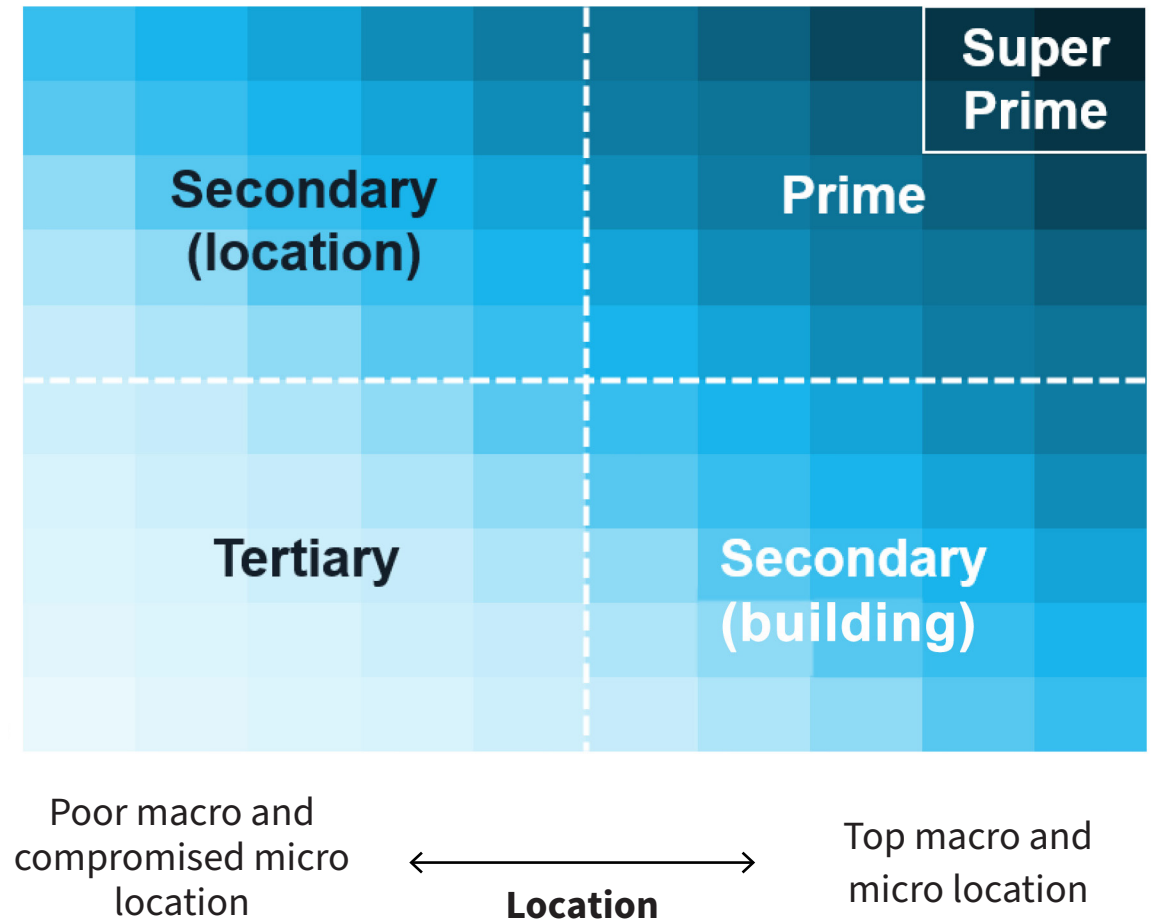 Super
Prime
Secondary
(location)
Prime
Tertiary
Secondary
(building)
Poor macro and
compromised micro
location
Location
Top macro and
micro location